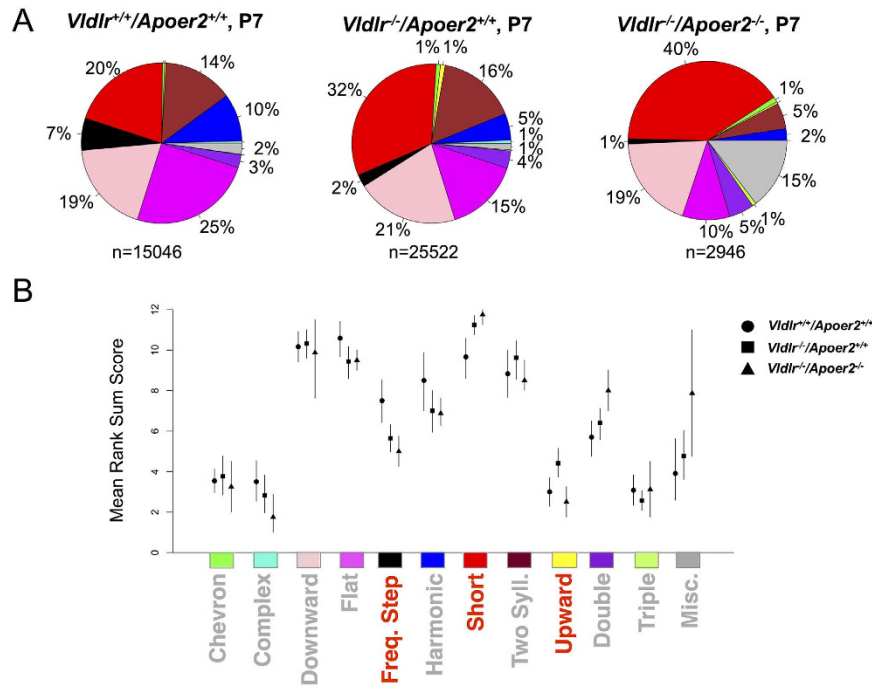 A
Vldlr+/+/Apoer2+/+, P7
Vldlr-/-/Apoer2+/+, P7
Vldlr-/-/Apoer2-/-, P7
20%
14%
10%
2%
3%
25%
19%
7%
n=15046
1%
1%
32%
16%
5%
1%
1%
4%
15%
21%
2%
n=25522
40%
1%
5%
2%
15%
1%
5%
10%
19%
1%
n=2946
B
Mean Rank Sum Score
12
10
8
6
4
2
0
Vldlr+/+/Apoer2+/+
Vldlr-/-/Apoer2+/+
Vldlr-/-/Apoer2-/-
Chevron
Complex
Downward
Flat
Freq. Step
Harmonic
Short
Two Syll.
Upward
Double
Triple
Misc.